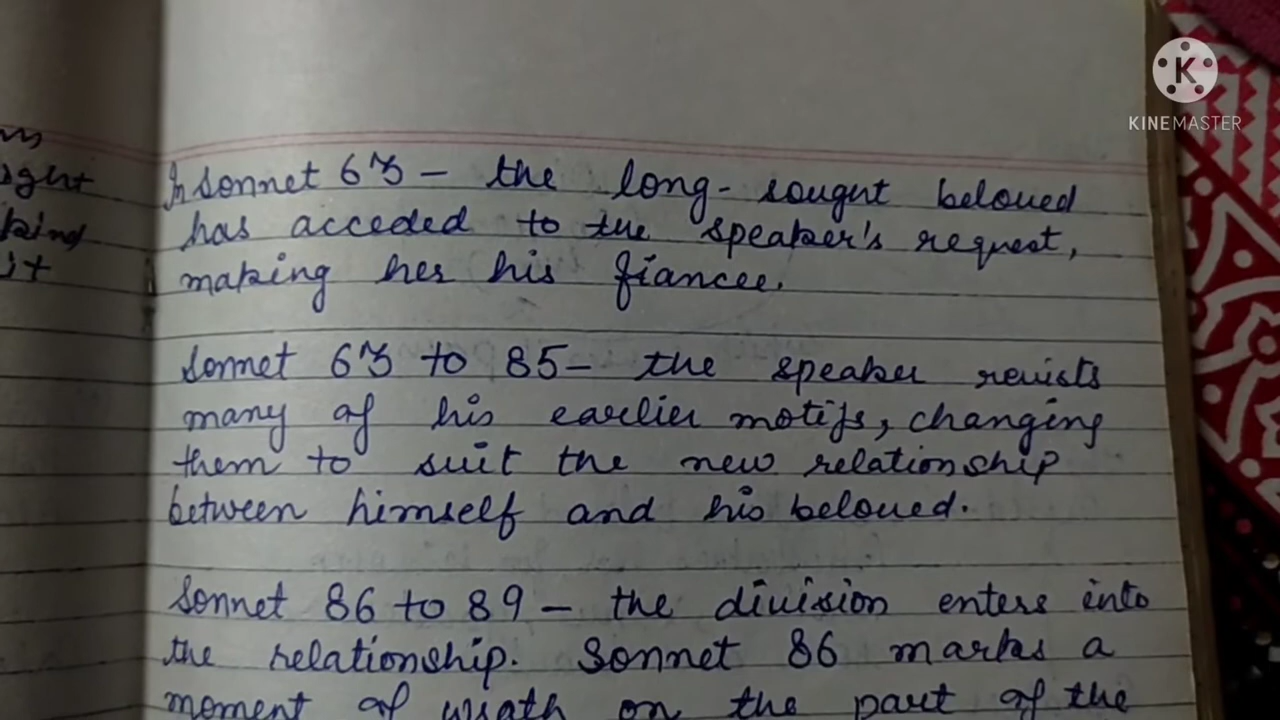 KINEMASTER
In sonnet 63 – the long-sought beloved
has acceded to the speaker's request,
making her his fiancee.
Sonnet 63 to 85 – the speaker revists
many of his earlier motifs, changing
them to suit the new relationship
between himself and his beloved.
Sonnet 86 to 89 – the division enters into
the relationship. Sonnet 86 marks a
moment of wrath on the part of the